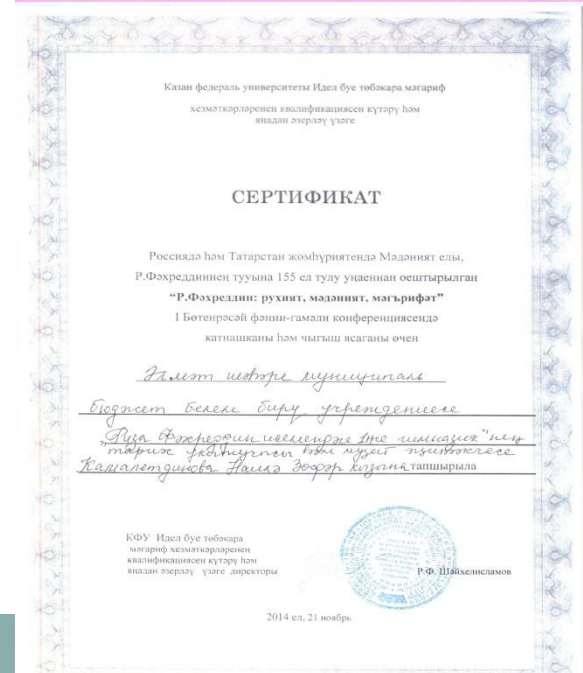 Казан федераль университеты Идел буе төбәкара мәгариф
хезмәткәрләренең квалификациясен күтәрү һәм
яңадан әзерләү үзәге
СЕРТИФИКАТ
Россиядә һәм Татарстан җөмһүриятендә Мәдәният елы,
Р.Фәхреддиннең тууына 155 ел тулу уңаеннан оештырылган
“Р.Фәхреддин: рухият, мәдәният, мәгърифәт”
I Бөтенрәсәй фәнни-гамәли конференциясендә
катнашканы һәм чыгыш ясаганы өчен
Әлмәт шәһәре муниципаль
бюджет белем бирү учреждениесе
„Риза Фәхреддин исемендәге гимназия”нең
тарих укытучысы һәм музей җитәкчесе
Камалетдинова Наилә кызына тапшырыла
КФУ Идел буе төбәкара
мәгариф хезмәткәрләренең
квалификациясен күтәрү һәм
яңадан әзерләү үзәге директоры
Р.Ф. Шәйхелисламов
2014 ел, 21 ноябрь